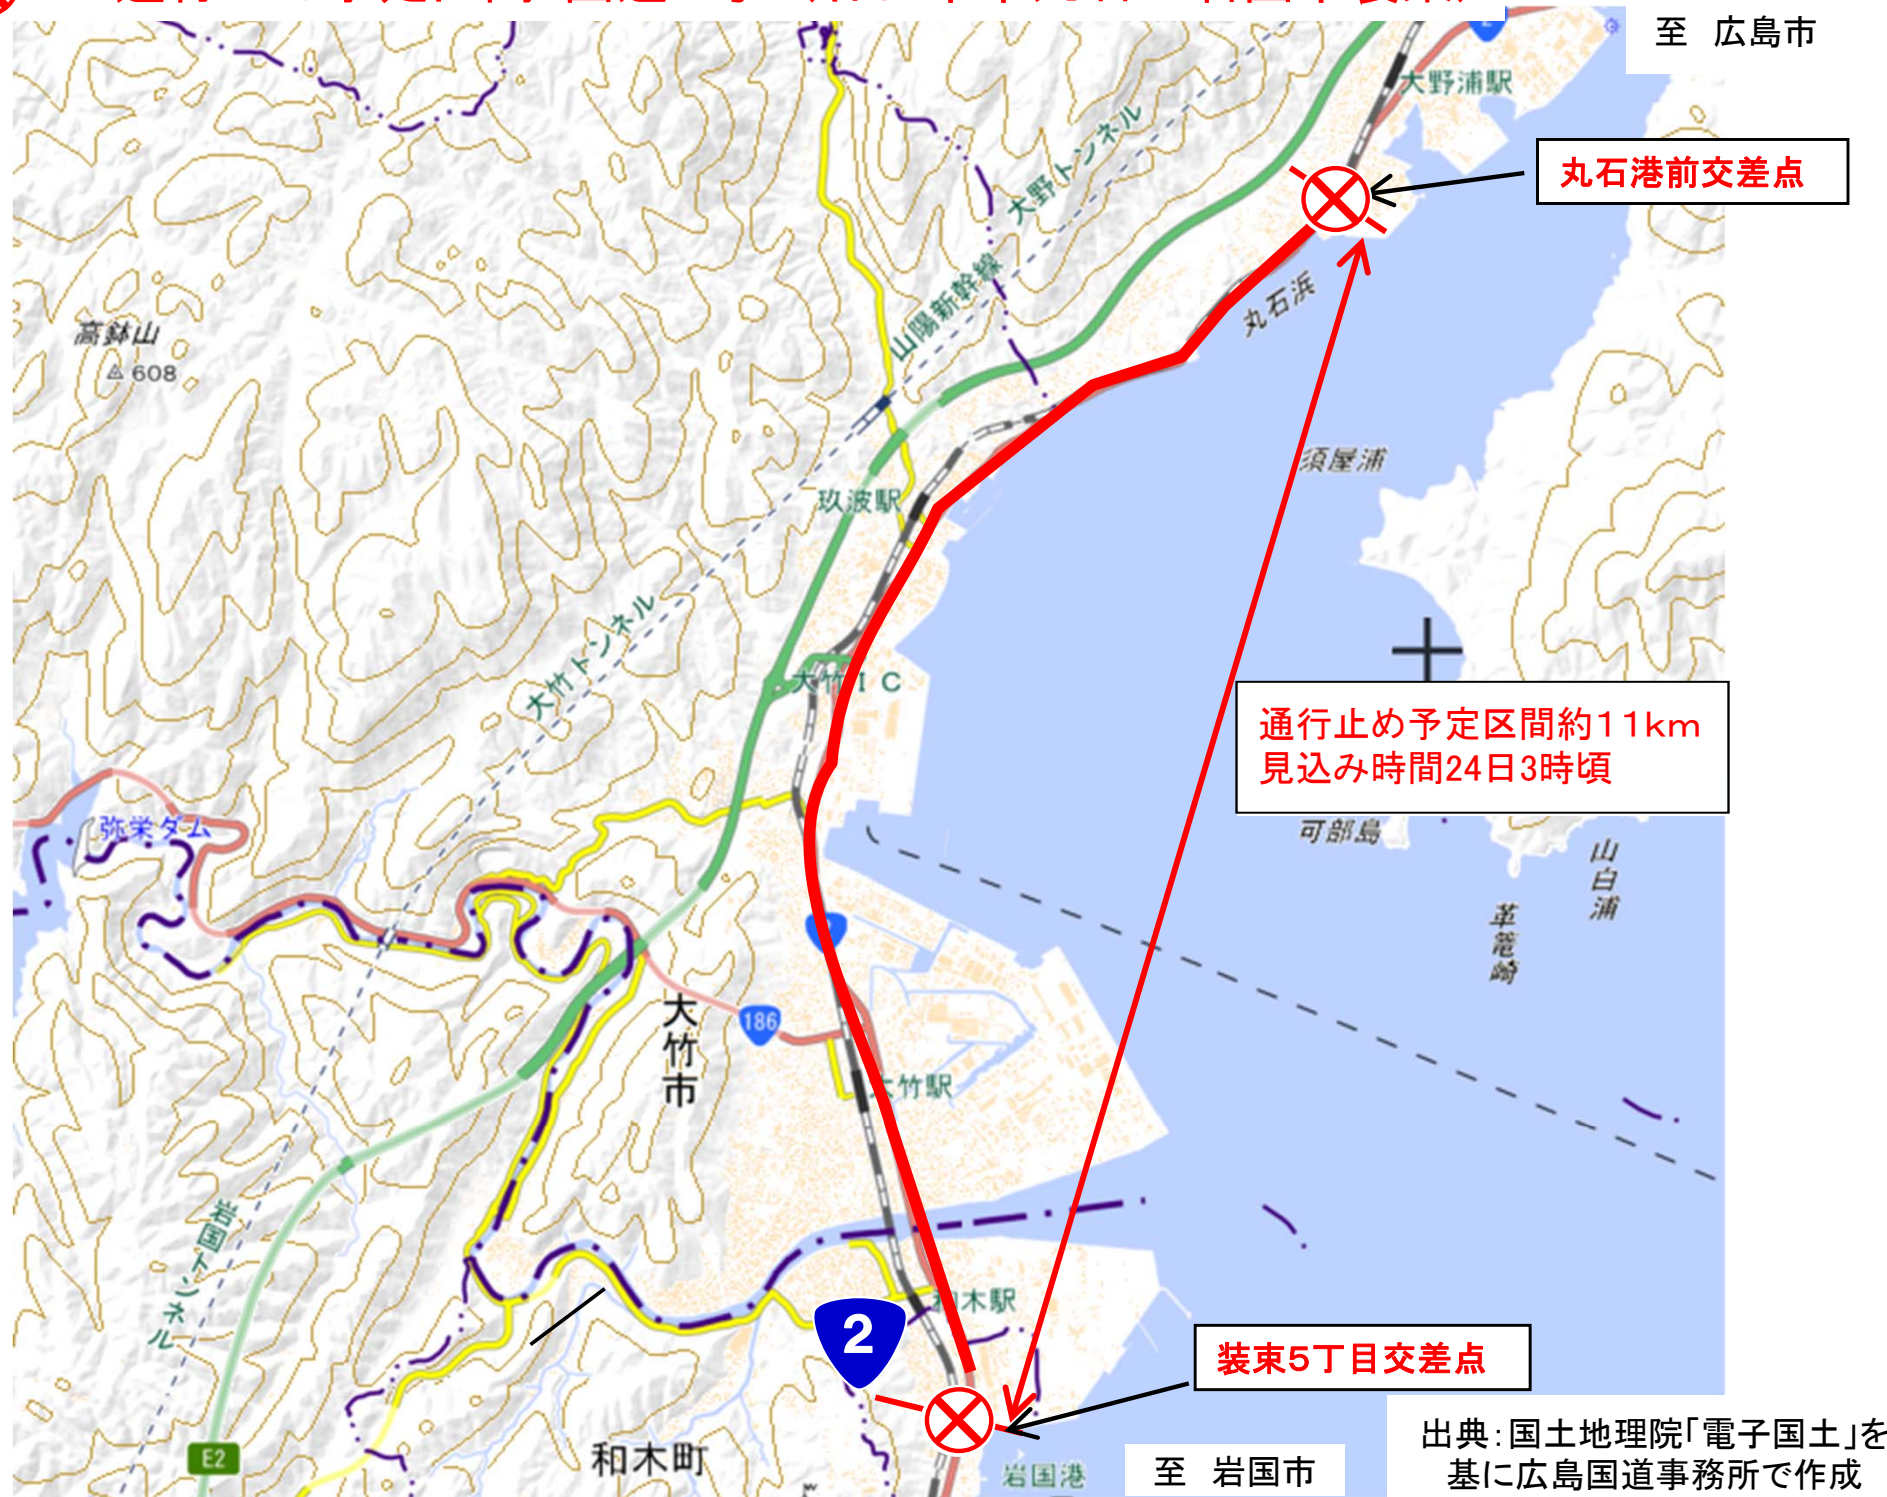 至 広島市
大野浦駅
丸石港前交差点
大野トンネル
山陽新幹線
丸石浜
高鉢山
608
須屋浦
玖波駅
大竹トンネル
大竹IC
通行止め予定区間約11km
見込み時間24日3時頃
弥栄ダム
可部島
山白浦
革篭崎
大竹市
186
大竹駅
岩国トンネル
和木駅
2
装束5丁目交差点
E2
和木町
岩国港
至 岩国市
出典:国土地理院「電子国土」を
基に広島国道事務所で作成